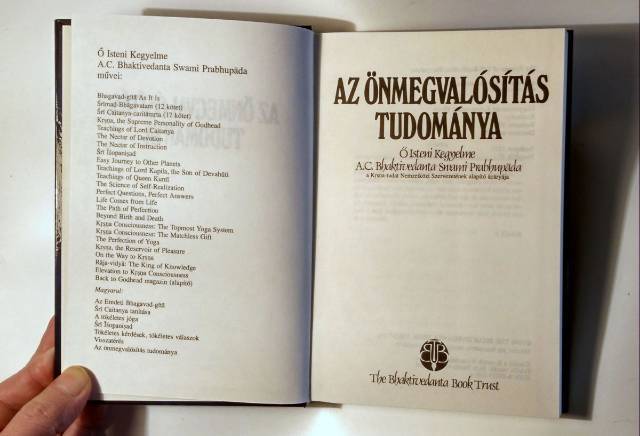 Ő Isteni Kegyelme
A.C. Bhaktivedanta Swami Prabhupāda
művei:
Bhagavad-gītā As It Is
Śrīmad-Bhāgavatam (12 kötet)
Śrī Caitanya-caritāmṛta (17 kötet)
Kṛṣṇa, the Supreme Personality of Godhead
Teachings of Lord Caitanya
The Nectar of Devotion
The Nectar of Instruction
Śrī Īśopaniṣad
Easy Journey to Other Planets
Teachings of Lord Kapila, the Son of Devahūti
Teachings of Queen Kuntī
The Science of Self-Realization
Perfect Questions, Perfect Answers
Life Comes from Life
The Path of Perfection
Beyond Birth and Death
Kṛṣṇa Consciousness: The Topmost Yoga System
Kṛṣṇa Consciousness: The Matchless Gift
The Perfection of Yoga
Kṛṣṇa, the Reservoir of Pleasure
On the Way to Kṛṣṇa
Rāja-vidyā: The King of Knowledge
Elevation to Kṛṣṇa Consciousness
Back to Godhead magazin (alapító)
Magyarul:
Az Eredeti Bhagavad-gītā
Śrī Caitanya tanítása
A tökéletes jóga
Śrī Īśopaniṣad
Tökéletes kérdések, tökéletes válaszok
Visszatérés
Az önmegvalósítás tudománya
AZ ÖNMEGVALÓSÍTÁS
TUDOMÁNYA
Ő Isteni Kegyelme
A.C. Bhaktivedanta Swami Prabhupāda
a Kṛṣṇa-tudat Nemzetközi Szervezetének alapító ācāryája
BBT
The Bhaktivedanta Book Trust